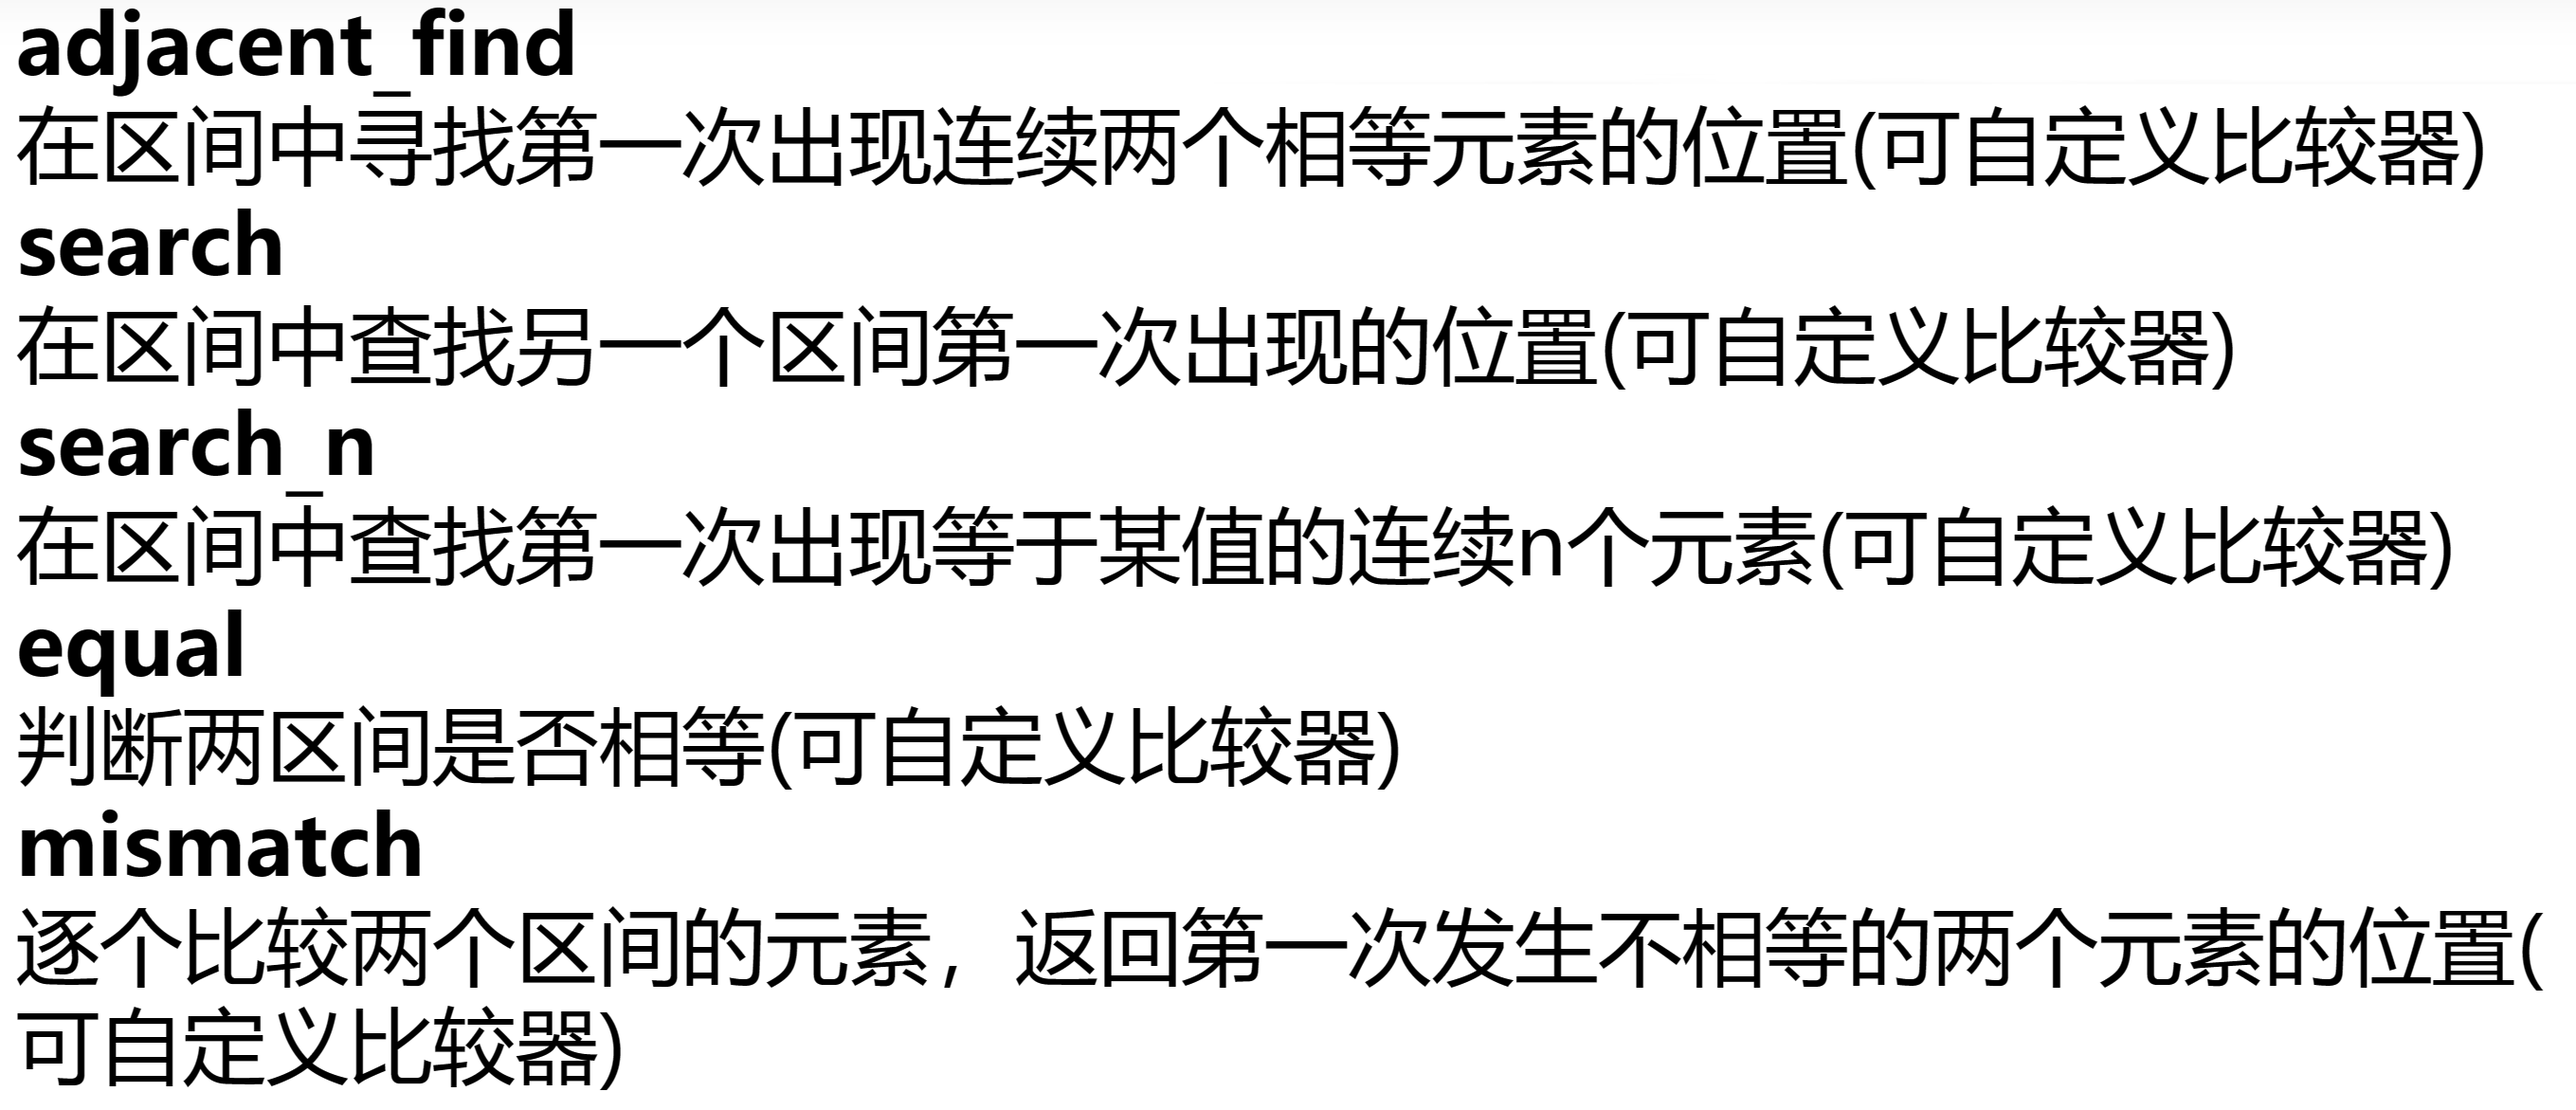 adjacent_find
在区间中寻找第一次出现连续两个相等元素的位置(可自定义比较器)
search
在区间中查找另一个区间第一次出现的位置(可自定义比较器)
search_n
在区间中查找第一次出现等于某值的连续n个元素(可自定义比较器)
equal
判断两区间是否相等(可自定义比较器)
mismatch
逐个比较两个区间的元素，返回第一次发生不相等的两个元素的位置(
可自定义比较器)